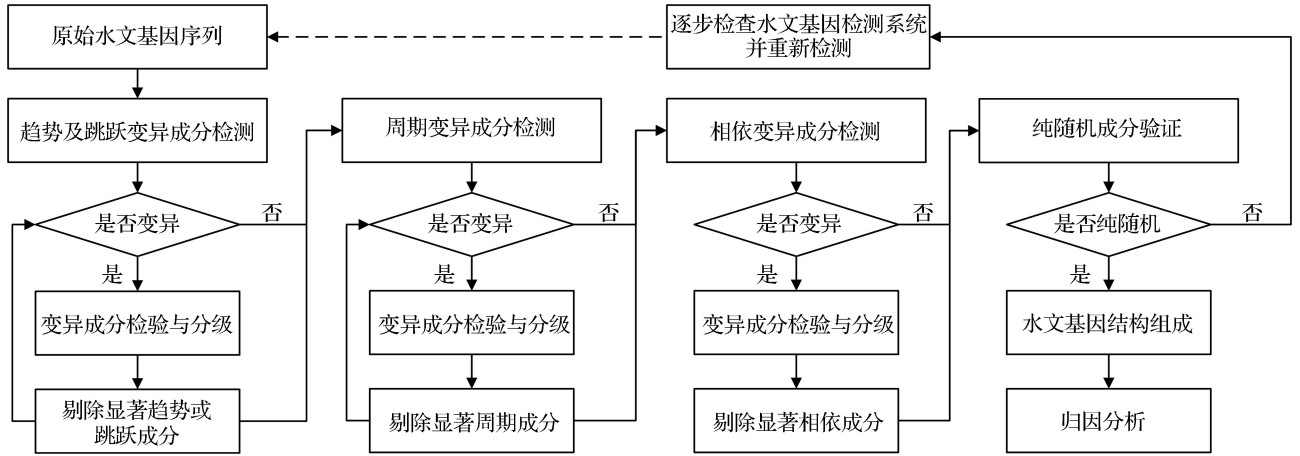 原始水文基因序列
逐步检查水文基因检测系统
并重新检测
趋势及跳跃变异成分检测
周期变异成分检测
相依变异成分检测
纯随机成分验证
是否变异
否
是否变异
否
是否变异
否
是否纯随机
否
是
是
是
是
变异成分检验与分级
变异成分检验与分级
变异成分检验与分级
水文基因结构组成
剔除显著趋势或
跳跃成分
剔除显著周期成分
剔除显著相依成分
归因分析